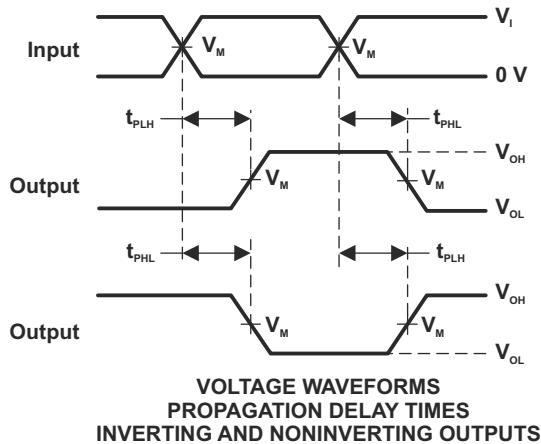 V_I
Input
V_M
V_M
0 V
t_PLH
t_PHL
V_OH
Output
V_M
V_M
V_OL
t_PHL
t_PLH
V_OH
Output
V_M
V_M
V_OL
VOLTAGE WAVEFORMS
PROPAGATION DELAY TIMES
INVERTING AND NONINVERTING OUTPUTS